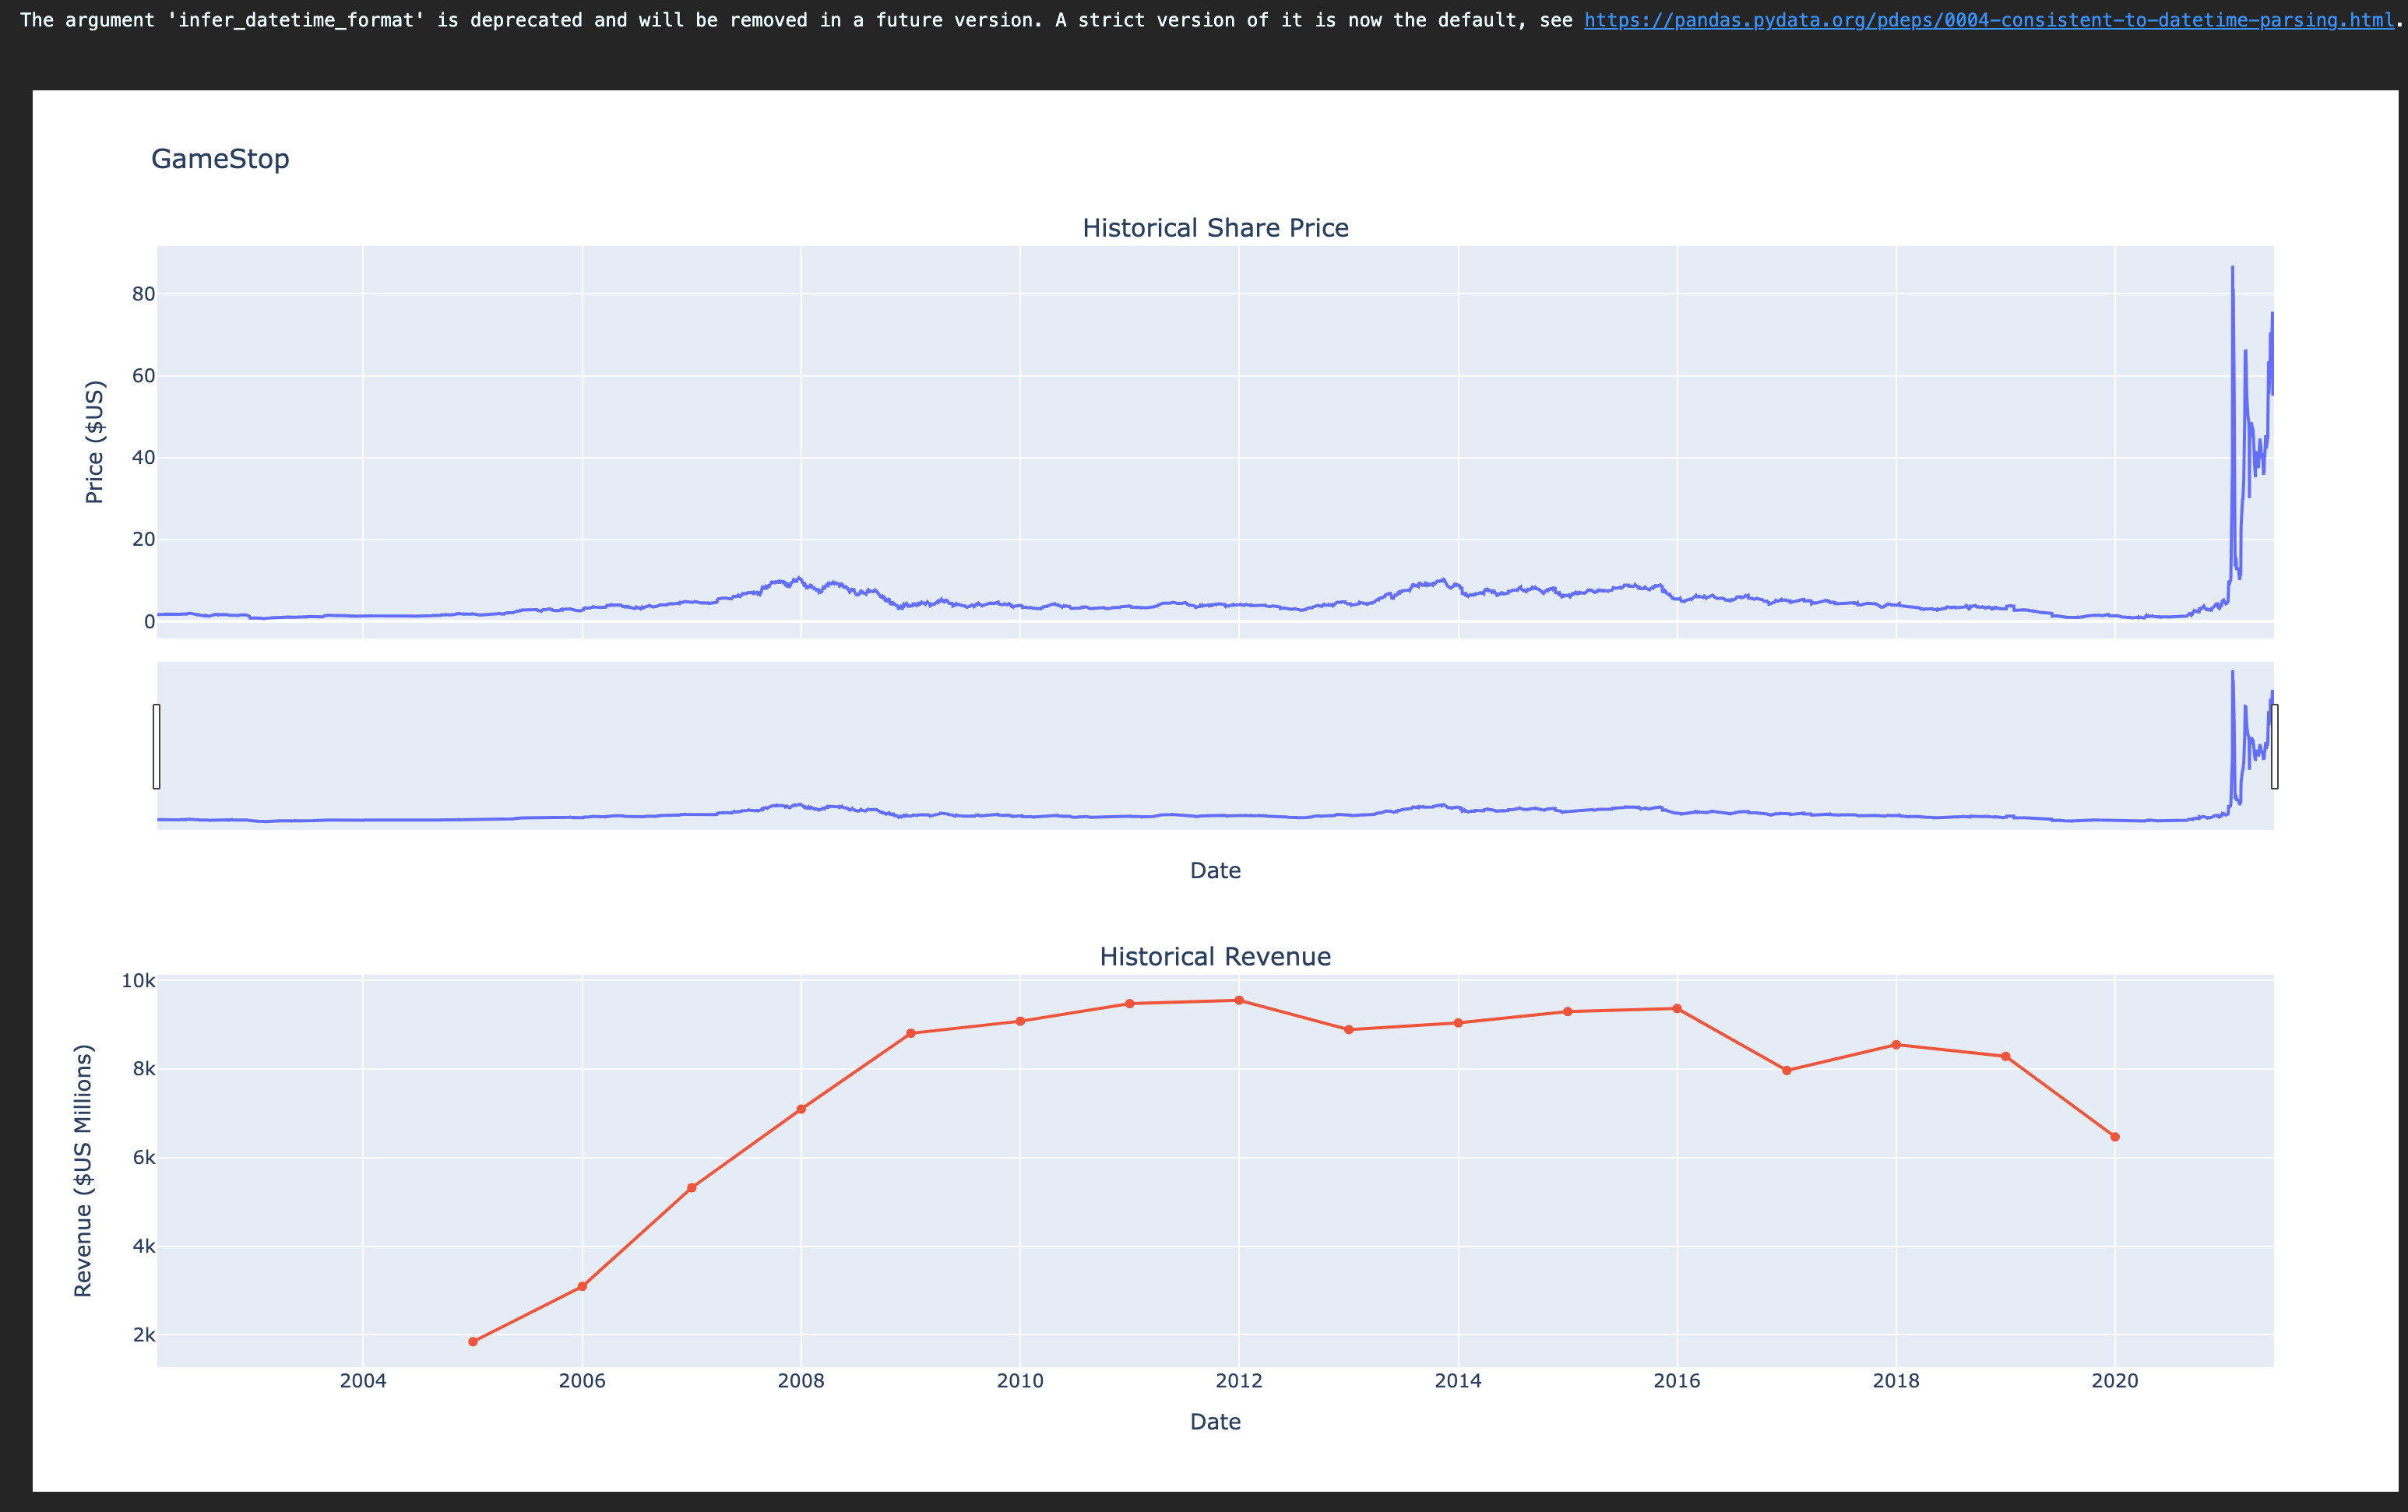 The argument 'infer_datetime_format' is deprecated and will be removed in a future version. A strict version of it is now the default, see https://pandas.pydata.org/pdeps/0004-consistent-to-datetime-parsing.html.
GameStop
Historical Share Price
Price ($US)
80
60
40
20
0
Date
Historical Revenue
Revenue ($US Millions)
10k
8k
6k
4k
2k
2004 2006 2008 2010 2012 2014 2016 2018 2020
Date